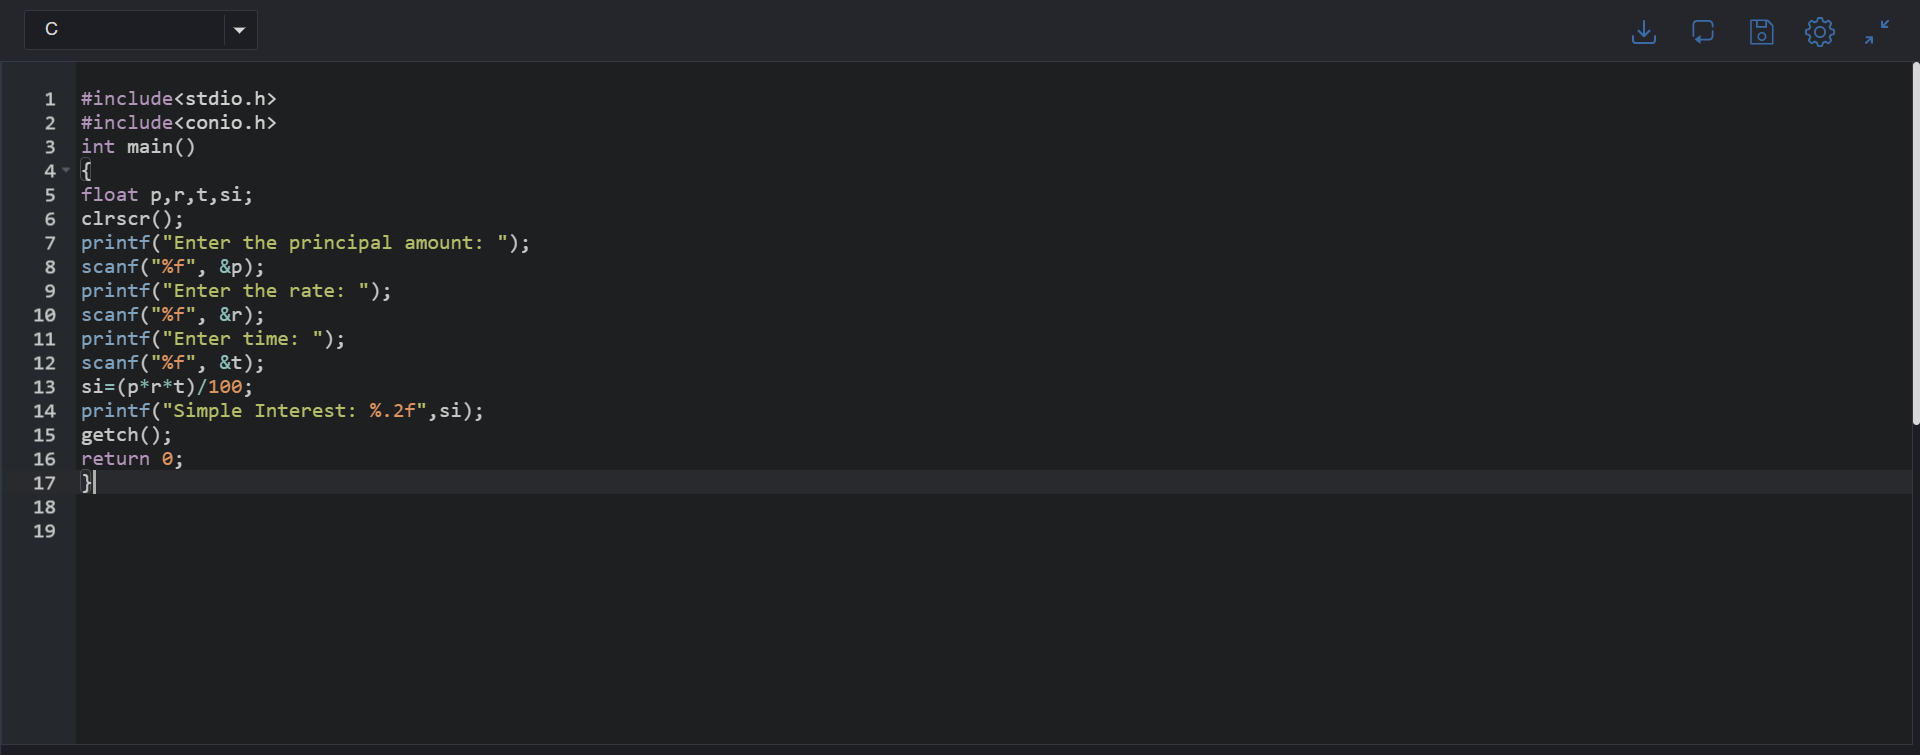 C
1 #include<stdio.h>
2 #include<conio.h>
3 int main()
4 {
5 float p,r,t,si;
6 clrscr();
7 printf("Enter the principal amount: ");
8 scanf("%f", &p);
9 printf("Enter the rate: ");
10 scanf("%f", &r);
11 printf("Enter time: ");
12 scanf("%f", &t);
13 si=(p*r*t)/100;
14 printf("Simple Interest: %.2f",si);
15 getch();
16 return 0;
17 }
18
19